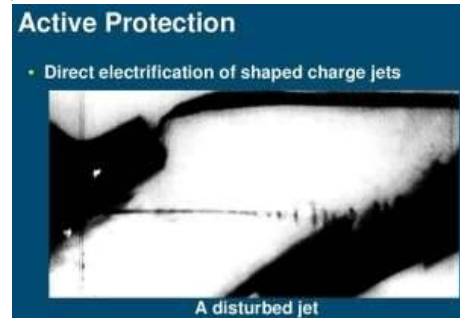 Active Protection
• Direct electrification of shaped charge jets
A disturbed jet